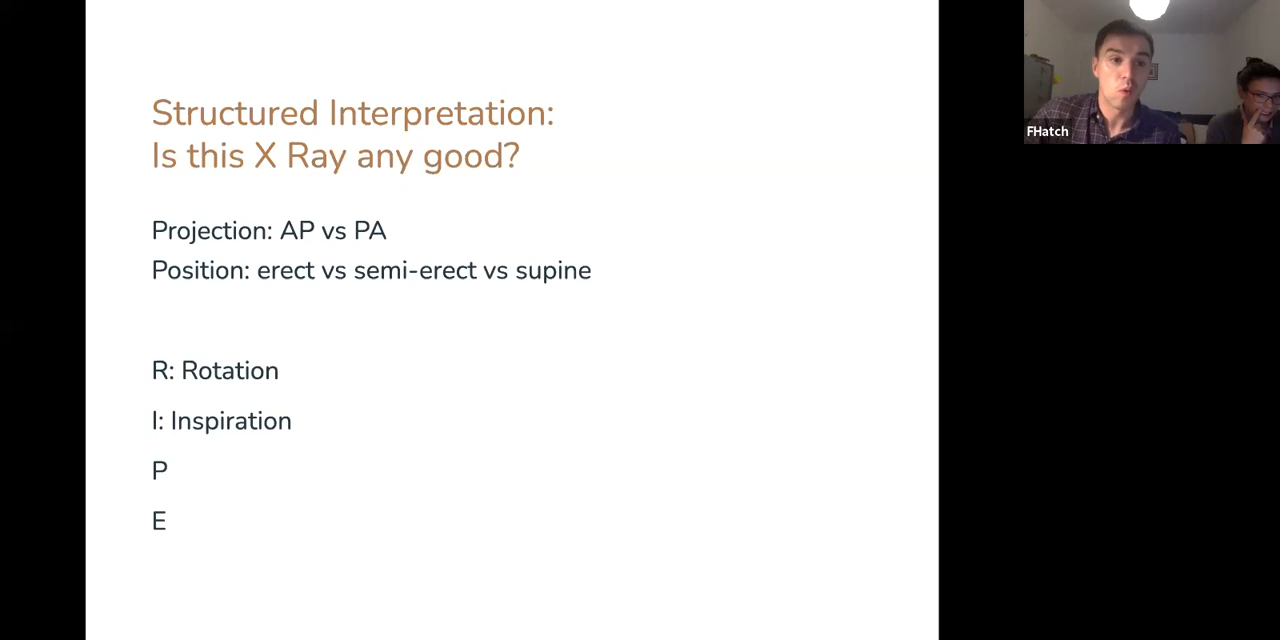 Structured Interpretation:
Is this X Ray any good?
Projection: AP vs PA
Position: erect vs semi-erect vs supine
R: Rotation
I: Inspiration
P
E
FHatch